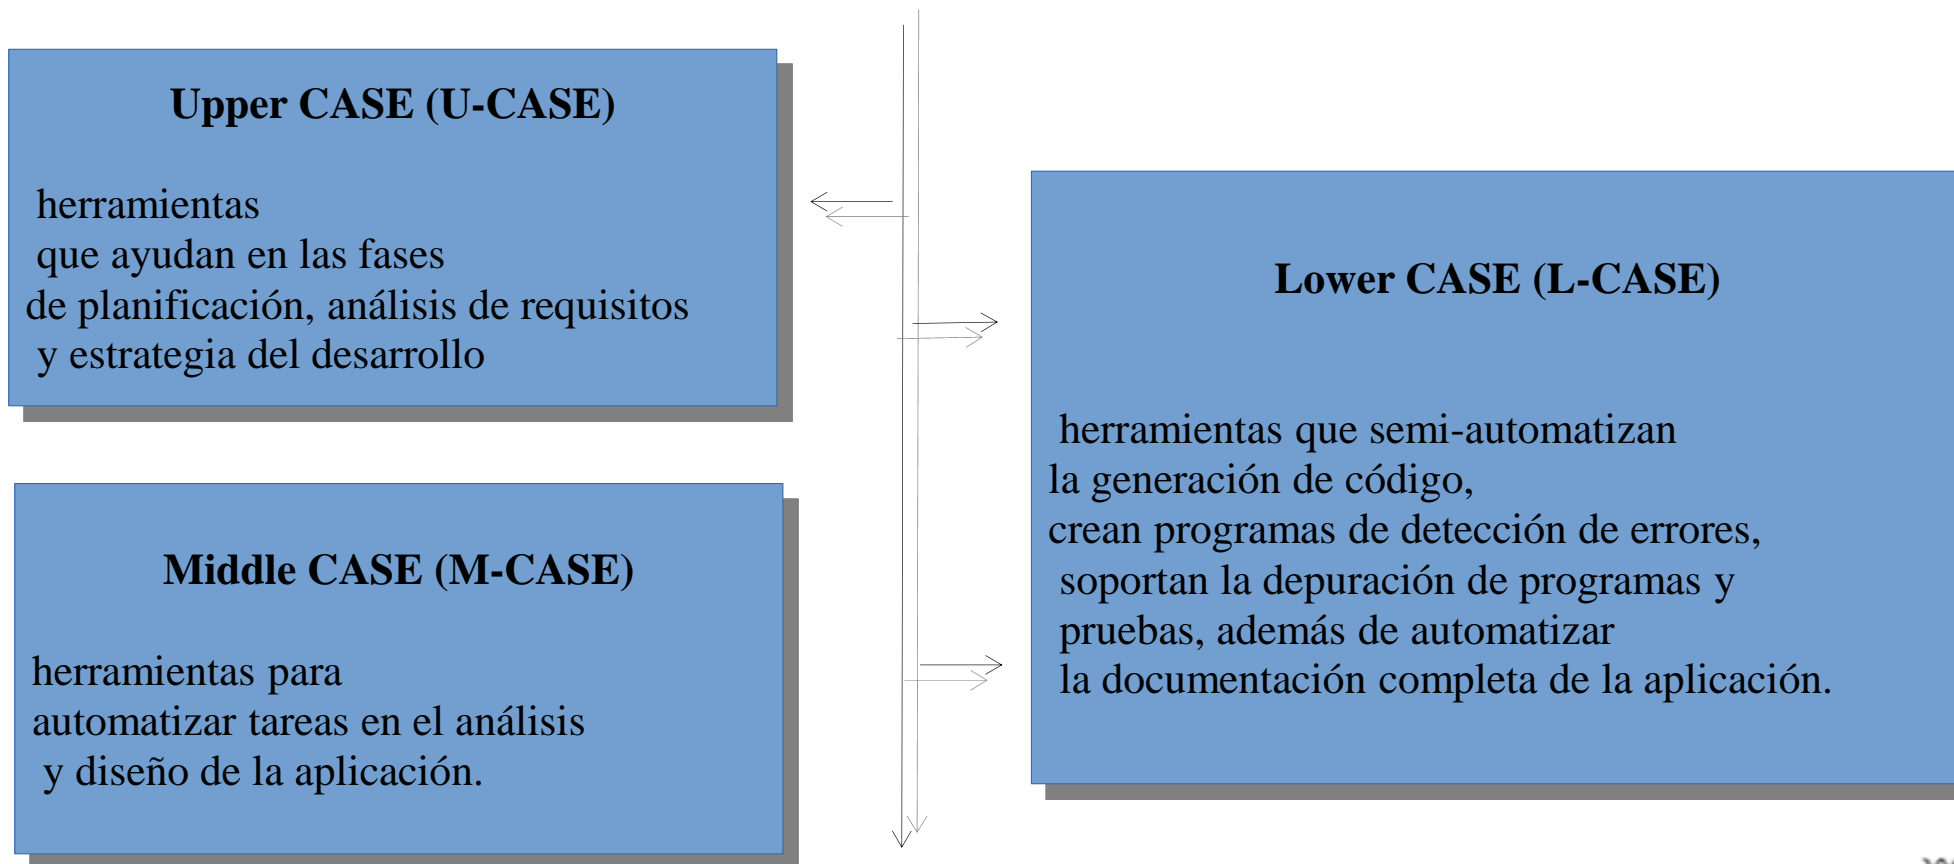 Upper CASE (U-CASE)
herramientas
que ayudan en las fases
de planificación, análisis de requisitos
y estrategia del desarrollo
Middle CASE (M-CASE)
herramientas para
automatizar tareas en el análisis
y diseño de la aplicación.
Lower CASE (L-CASE)
herramientas que semi-automatizan
la generación de código,
crean programas de detección de errores,
soportan la depuración de programas y
pruebas, además de automatizar
la documentación completa de la aplicación.